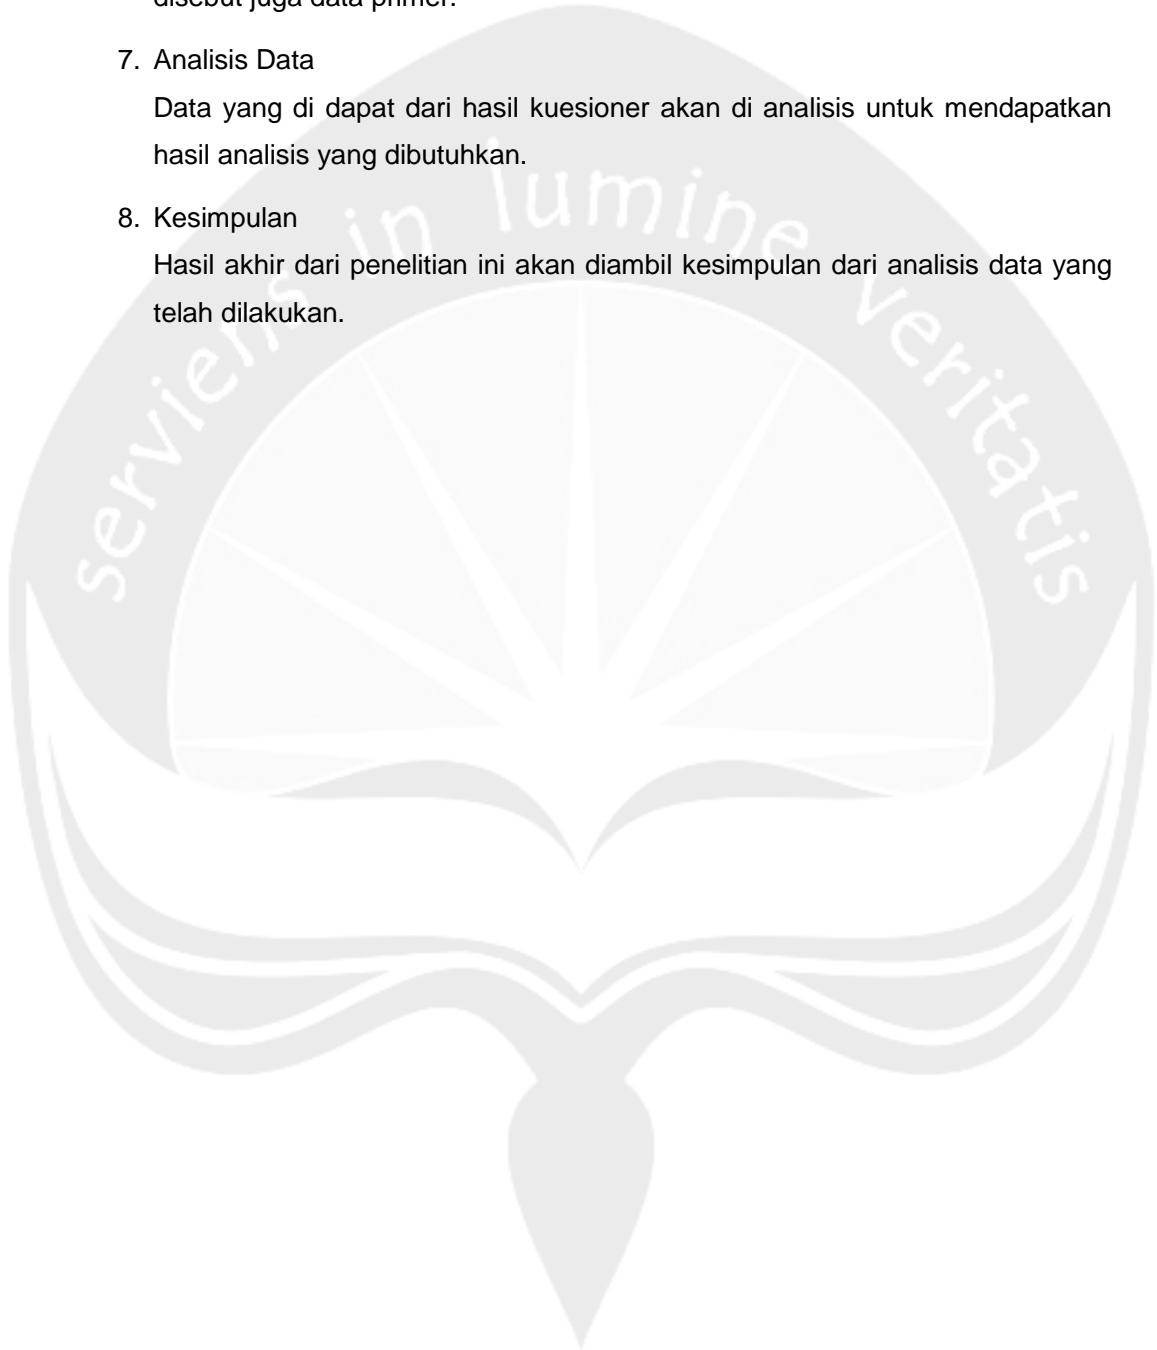 disebut juga data primer.
7. Analisis Data
Data yang di dapat dari hasil kuesioner akan di analisis untuk mendapatkan
hasil analisis yang dibutuhkan.
8. Kesimpulan
Hasil akhir dari penelitian ini akan diambil kesimpulan dari analisis data yang
telah dilakukan.
serviens in lumine veritatis